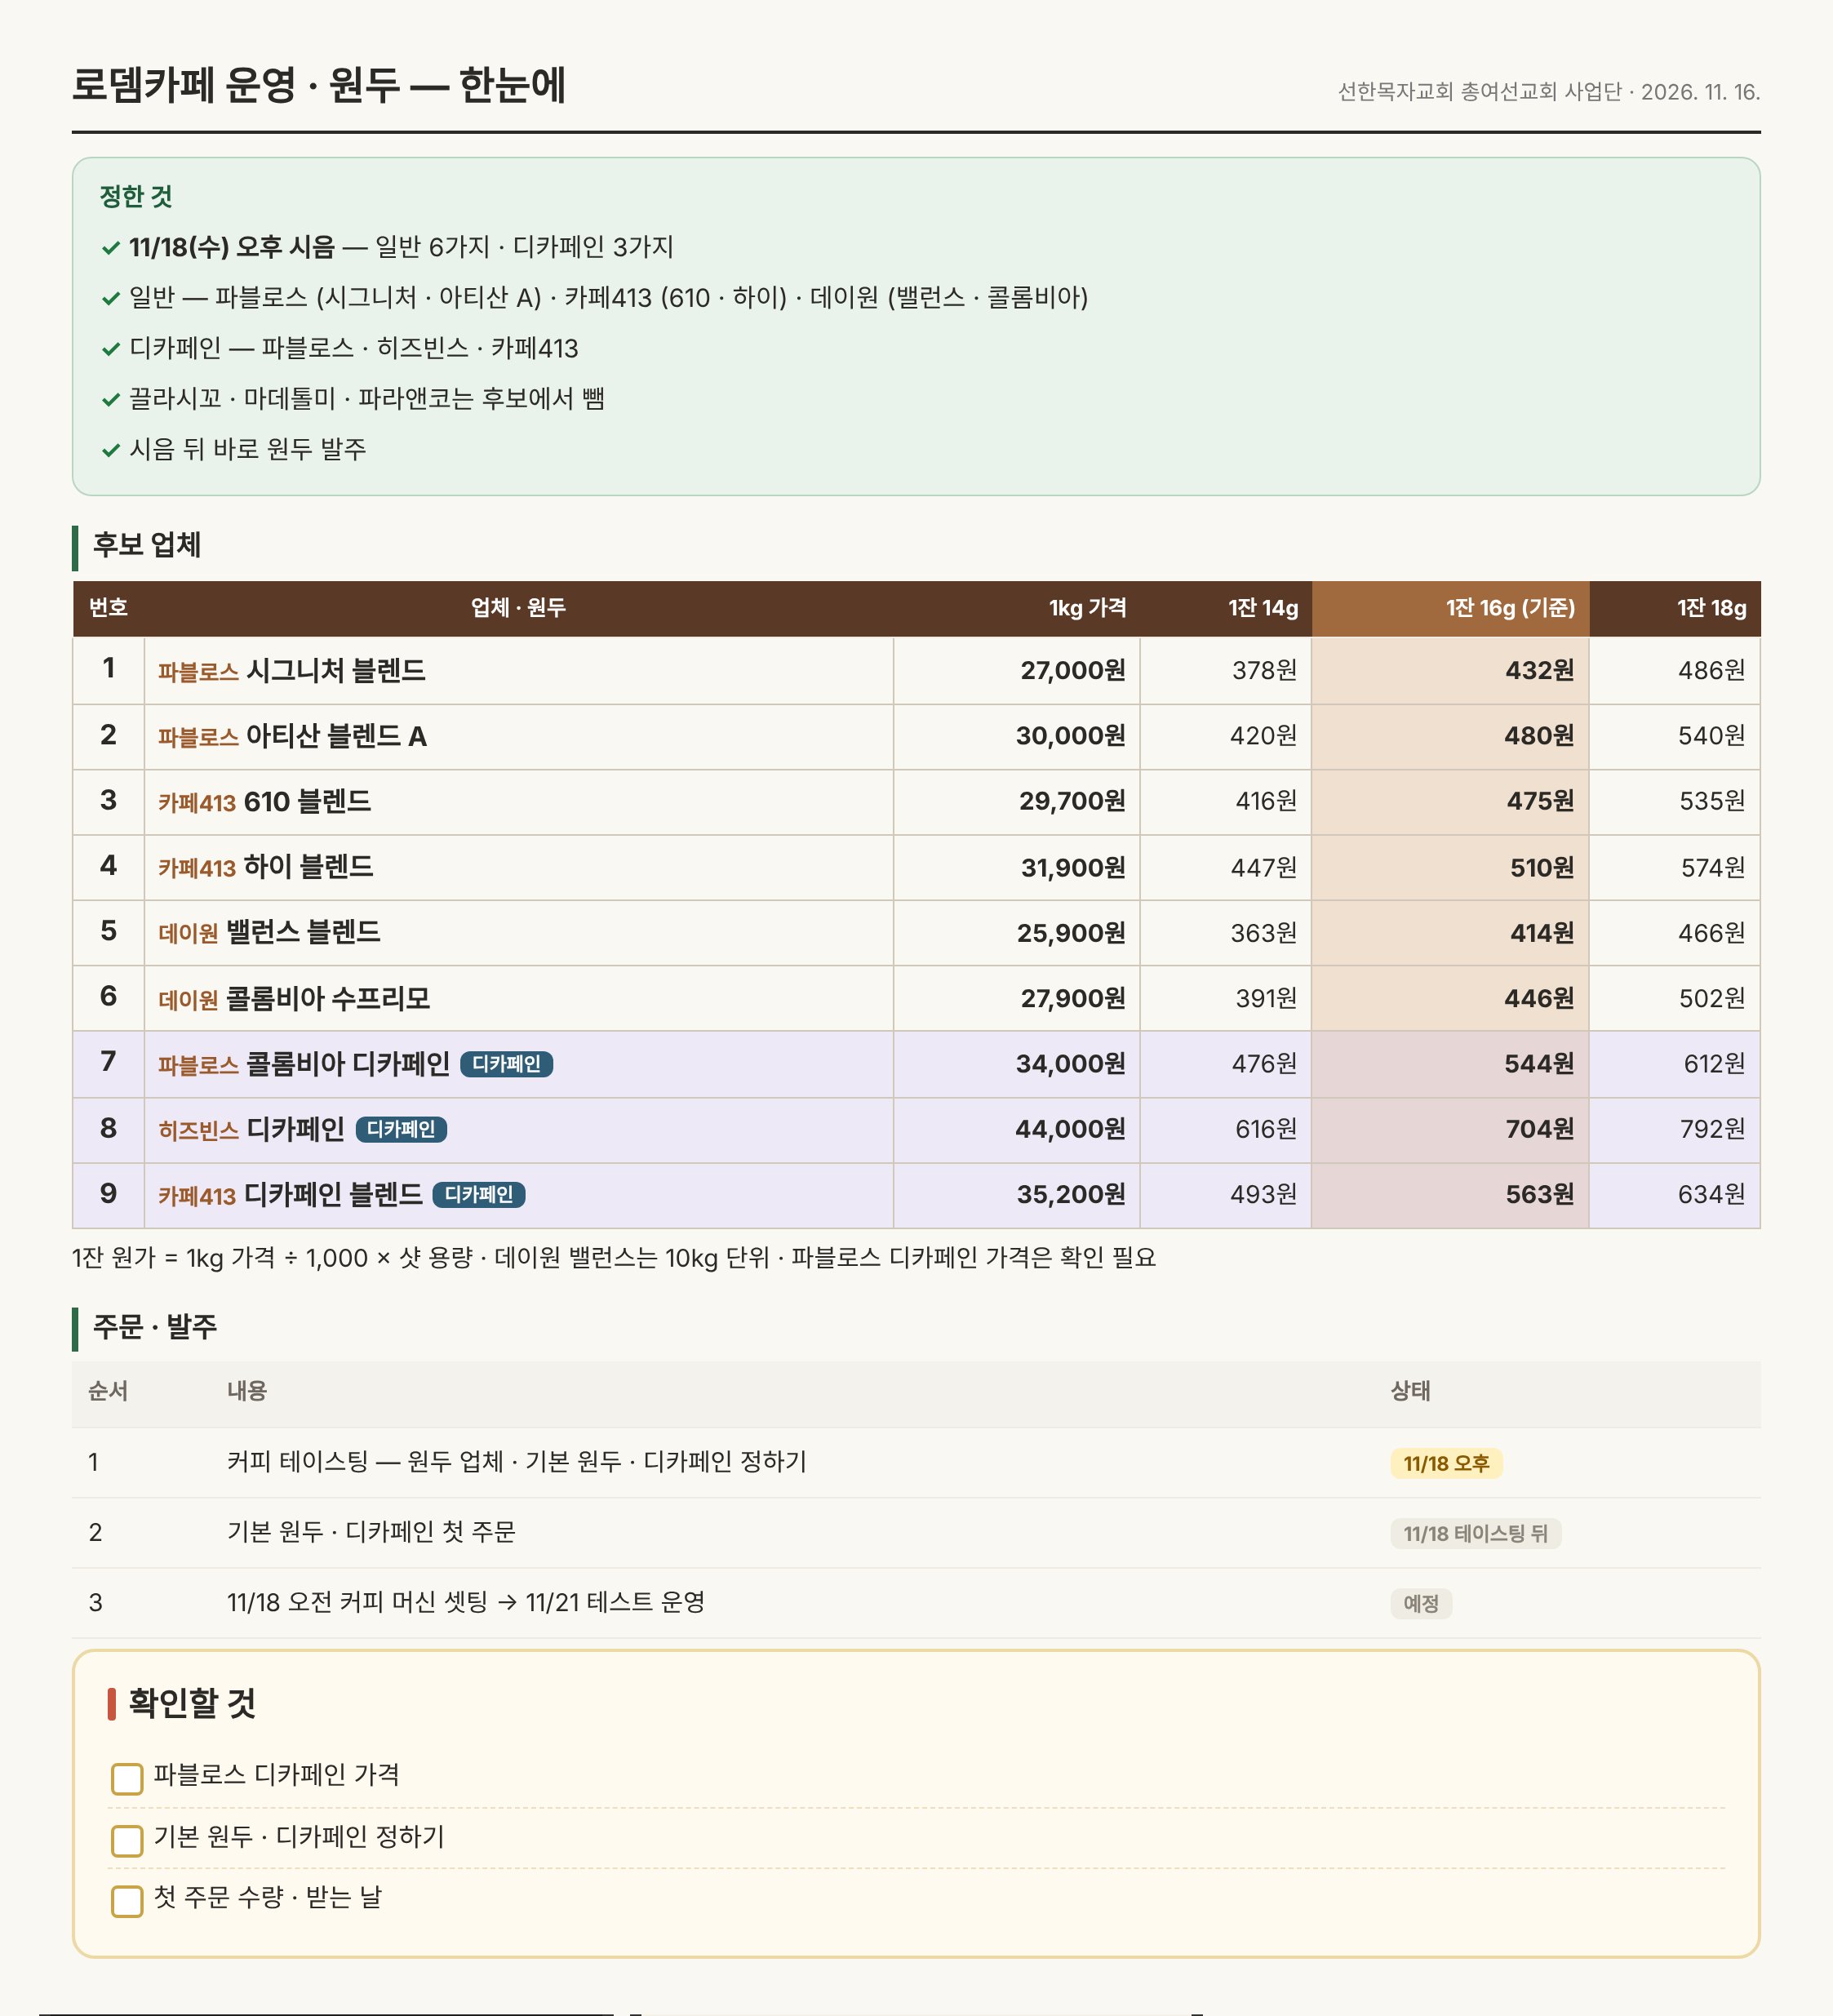 로뎀카페 운영 · 원두 — 한눈에
선한목자교회 총여선교회 사업단 · 2026. 11. 16.
정한 것
✓ 11/18(수) 오후 시음 — 일반 6가지 · 디카페인 3가지
✓ 일반 — 파블로스 (시그니처 · 아티산 A) · 카페413 (610 · 하이) · 데이원 (밸런스 · 콜롬비아)
✓ 디카페인 — 파블로스 · 히즈빈스 · 카페413
✓ 끌라시꼬 · 마데톨미 · 파라앤코는 후보에서 뺌
✓ 시음 뒤 바로 원두 발주
후보 업체
번호 업체 · 원두 1kg 가격 1잔 14g 1잔 16g (기준) 1잔 18g
1 파블로스 시그니처 블렌드 27,000원 378원 432원 486원
2 파블로스 아티산 블렌드 A 30,000원 420원 480원 540원
3 카페413 610 블렌드 29,700원 416원 475원 535원
4 카페413 하이 블렌드 31,900원 447원 510원 574원
5 데이원 밸런스 블렌드 25,900원 363원 414원 466원
6 데이원 콜롬비아 수프리모 27,900원 391원 446원 502원
7 파블로스 콜롬비아 디카페인 디카페인 34,000원 476원 544원 612원
8 히즈빈스 디카페인 디카페인 44,000원 616원 704원 792원
9 카페413 디카페인 블렌드 디카페인 35,200원 493원 563원 634원
1잔 원가 = 1kg 가격 ÷ 1,000 × 샷 용량 · 데이원 밸런스는 10kg 단위 · 파블로스 디카페인 가격은 확인 필요
주문 · 발주
순서 내용 상태
1 커피 테이스팅 — 원두 업체 · 기본 원두 · 디카페인 정하기 11/18 오후
2 기본 원두 · 디카페인 첫 주문 11/18 테이스팅 뒤
3 11/18 오전 커피 머신 셋팅 → 11/21 테스트 운영 예정
확인할 것
파블로스 디카페인 가격
기본 원두 · 디카페인 정하기
첫 주문 수량 · 받는 날